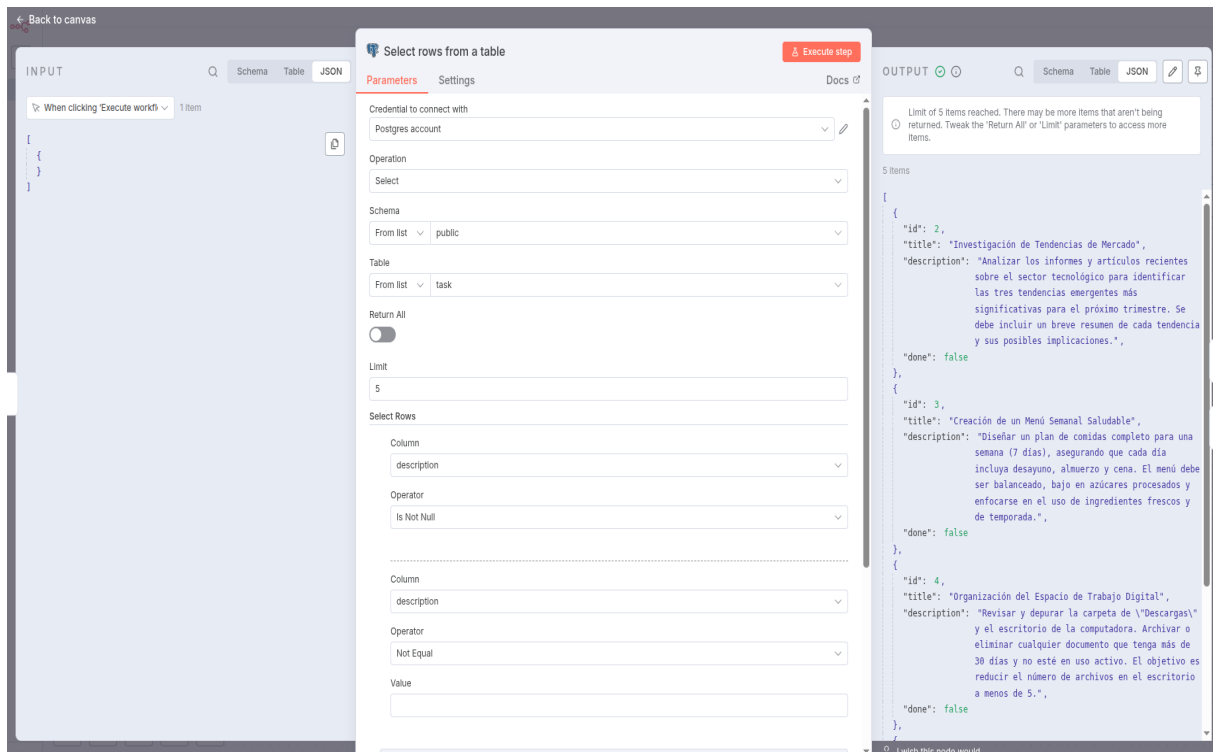 ← Back to canvas
INPUT
Schema Table JSON
When clicking 'Execute workfl 1 item
[
{
}
]
Select rows from a table
Execute step
Parameters Settings Docs
Credential to connect with
Postgres account
Operation
Select
Schema
From list public
Table
From list task
Return All
Limit
5
Select Rows
Column
description
Operator
Is Not Null
Column
description
Operator
Not Equal
Value
OUTPUT
Schema Table JSON
Limit of 5 items reached. There may be more items that aren't being
returned. Tweak the 'Return All' or 'Limit' parameters to access more
items.
5 items
[
{
"id": 2,
"title": "Investigación de Tendencias de Mercado",
"description": "Analizar los informes y artículos recientes
sobre el sector tecnológico para identificar
las tres tendencias emergentes más
significativas para el próximo trimestre. Se
debe incluir un breve resumen de cada tendencia
y sus posibles implicaciones.",
"done": false
},
{
"id": 3,
"title": "Creación de un Menú Semanal Saludable",
"description": "Diseñar un plan de comidas completo para una
semana (7 días), asegurando que cada día
incluya desayuno, almuerzo y cena. El menú debe
ser balanceado, bajo en azúcares procesados y
enfocarse en el uso de ingredientes frescos y
de temporada.",
"done": false
},
{
"id": 4,
"title": "Organización del Espacio de Trabajo Digital",
"description": "Revisar y depurar la carpeta de \"Descargas\"
y el escritorio de la computadora. Archivar o
eliminar cualquier documento que tenga más de
30 días y no esté en uso activo. El objetivo es
reducir el número de archivos en el escritorio
a menos de 5.",
"done": false
},
{
I wish this node would